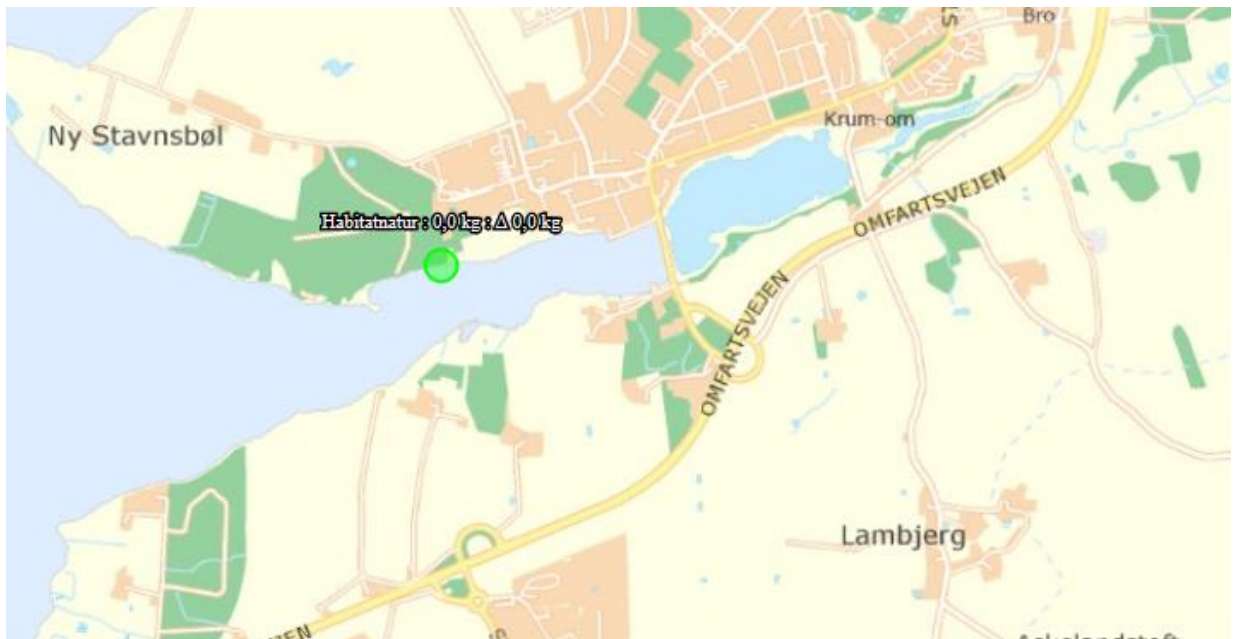 Bro
Krum-om
Ny Stavnsbøl
OMFARTSVEJEN
Habitatnatur : 0,0 kg : Δ 0,0 kg
OMFARTSVEJEN
Lambjerg